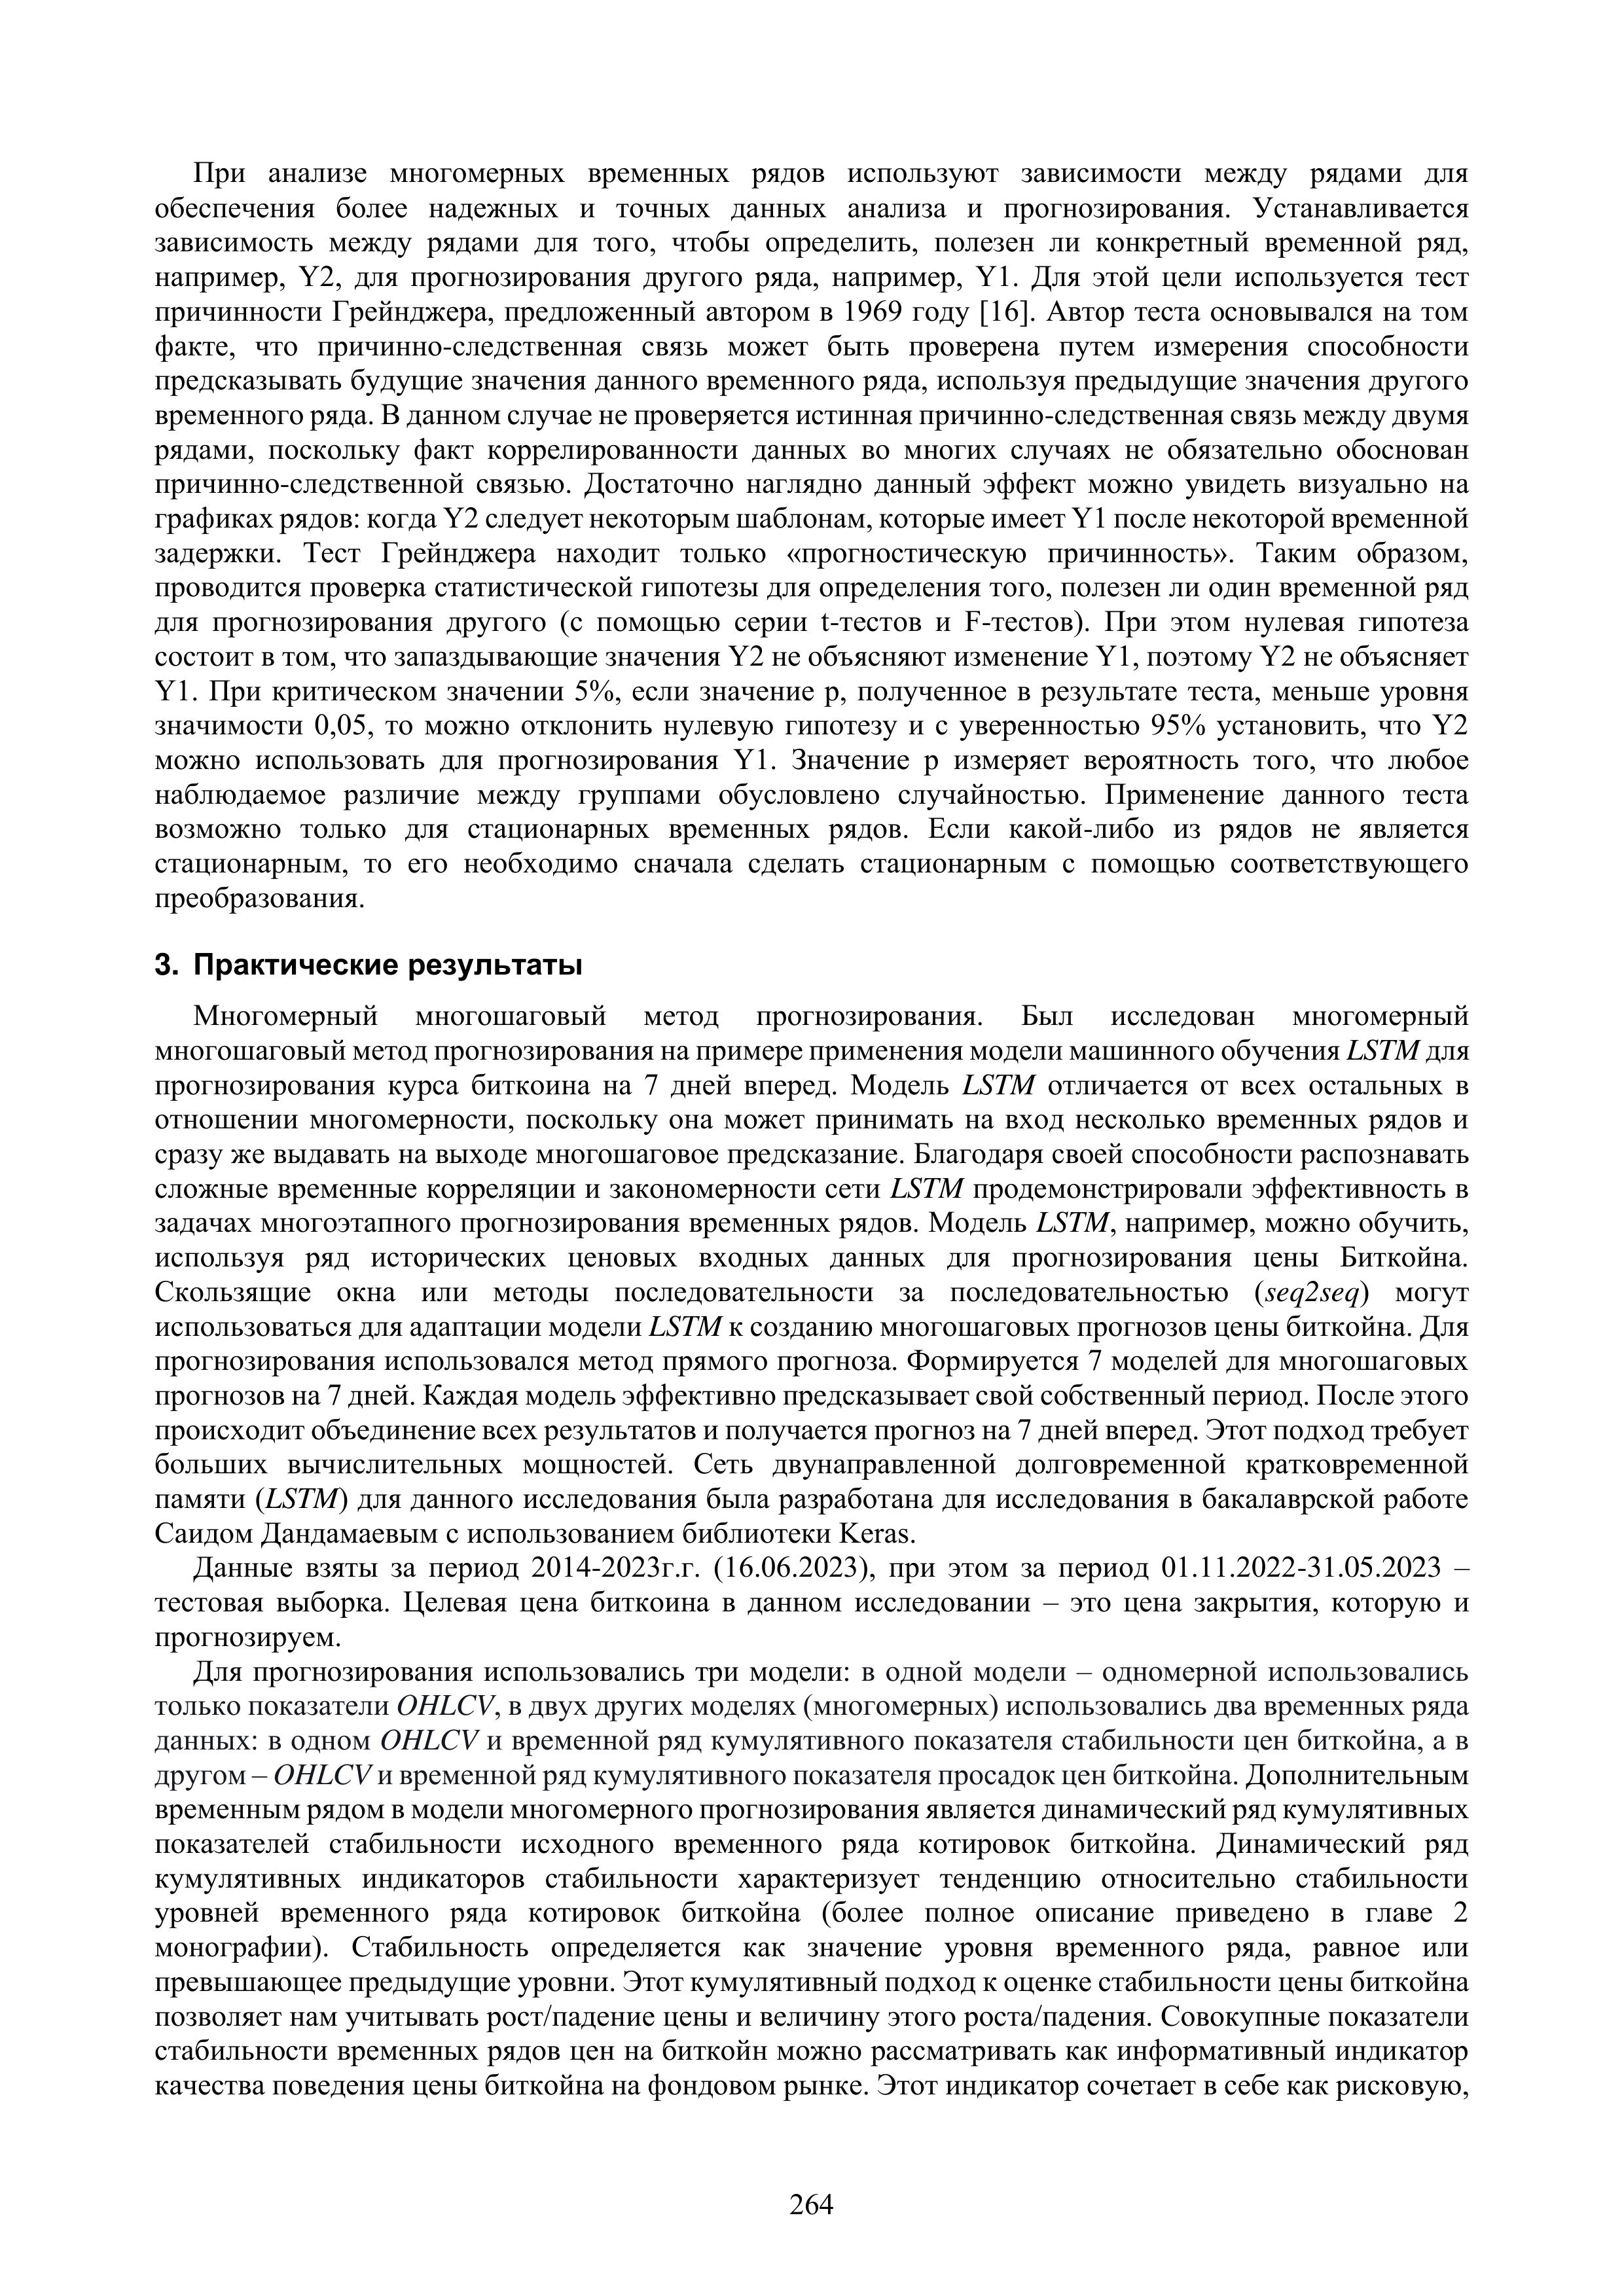 При анализе многомерных временных рядов используют зависимости между рядами для
обеспечения более надежных и точных данных анализа и прогнозирования. Устанавливается
зависимость между рядами для того, чтобы определить, полезен ли конкретный временной ряд,
например, Y2, для прогнозирования другого ряда, например, Y1. Для этой цели используется тест
причинности Грейнджера, предложенный автором в 1969 году [16]. Автор теста основывался на том
факте, что причинно-следственная связь может быть проверена путем измерения способности
предсказывать будущие значения данного временного ряда, используя предыдущие значения другого
временного ряда. В данном случае не проверяется истинная причинно-следственная связь между двумя
рядами, поскольку факт коррелированности данных во многих случаях не обязательно обоснован
причинно-следственной связью. Достаточно наглядно данный эффект можно увидеть визуально на
графиках рядов: когда Y2 следует некоторым шаблонам, которые имеет Y1 после некоторой временной
задержки. Тест Грейнджера находит только «прогностическую причинность». Таким образом,
проводится проверка статистической гипотезы для определения того, полезен ли один временной ряд
для прогнозирования другого (с помощью серии t-тестов и F-тестов). При этом нулевая гипотеза
состоит в том, что запаздывающие значения Y2 не объясняют изменение Y1, поэтому Y2 не объясняет
Y1. При критическом значении 5%, если значение p, полученное в результате теста, меньше уровня
значимости 0,05, то можно отклонить нулевую гипотезу и с уверенностью 95% установить, что Y2
можно использовать для прогнозирования Y1. Значение p измеряет вероятность того, что любое
наблюдаемое различие между группами обусловлено случайностью. Применение данного теста
возможно только для стационарных временных рядов. Если какой-либо из рядов не является
стационарным, то его необходимо сначала сделать стационарным с помощью соответствующего
преобразования.
3. Практические результаты
Многомерный многошаговый метод прогнозирования. Был исследован многомерный
многошаговый метод прогнозирования на примере применения модели машинного обучения LSTM для
прогнозирования курса биткоина на 7 дней вперед. Модель LSTM отличается от всех остальных в
отношении многомерности, поскольку она может принимать на вход несколько временных рядов и
сразу же выдавать на выходе многошаговое предсказание. Благодаря своей способности распознавать
сложные временные корреляции и закономерности сети LSTM продемонстрировали эффективность в
задачах многоэтапного прогнозирования временных рядов. Модель LSTM, например, можно обучить,
используя ряд исторических ценовых входных данных для прогнозирования цены Биткойна.
Скользящие окна или методы последовательности за последовательностью (seq2seq) могут
использоваться для адаптации модели LSTM к созданию многошаговых прогнозов цены биткойна. Для
прогнозирования использовался метод прямого прогноза. Формируется 7 моделей для многошаговых
прогнозов на 7 дней. Каждая модель эффективно предсказывает свой собственный период. После этого
происходит объединение всех результатов и получается прогноз на 7 дней вперед. Этот подход требует
больших вычислительных мощностей. Сеть двунаправленной долговременной кратковременной
памяти (LSTM) для данного исследования была разработана для исследования в бакалаврской работе
Саидом Дандамаевым с использованием библиотеки Keras.
Данные взяты за период 2014-2023г.г. (16.06.2023), при этом за период 01.11.2022-31.05.2023 –
тестовая выборка. Целевая цена биткоина в данном исследовании – это цена закрытия, которую и
прогнозируем.
Для прогнозирования использовались три модели: в одной модели – одномерной использовались
только показатели OHLCV, в двух других моделях (многомерных) использовались два временных ряда
данных: в одном OHLCV и временной ряд кумулятивного показателя стабильности цен биткойна, а в
другом – OHLCV и временной ряд кумулятивного показателя просадок цен биткойна. Дополнительным
временным рядом в модели многомерного прогнозирования является динамический ряд кумулятивных
показателей стабильности исходного временного ряда котировок биткойна. Динамический ряд
кумулятивных индикаторов стабильности характеризует тенденцию относительно стабильности
уровней временного ряда котировок биткойна (более полное описание приведено в главе 2
монографии). Стабильность определяется как значение уровня временного ряда, равное или
превышающее предыдущие уровни. Этот кумулятивный подход к оценке стабильности цены биткойна
позволяет нам учитывать рост/падение цены и величину этого роста/падения. Совокупные показатели
стабильности временных рядов цен на биткойн можно рассматривать как информативный индикатор
качества поведения цены биткойна на фондовом рынке. Этот индикатор сочетает в себе как рисковую,
264